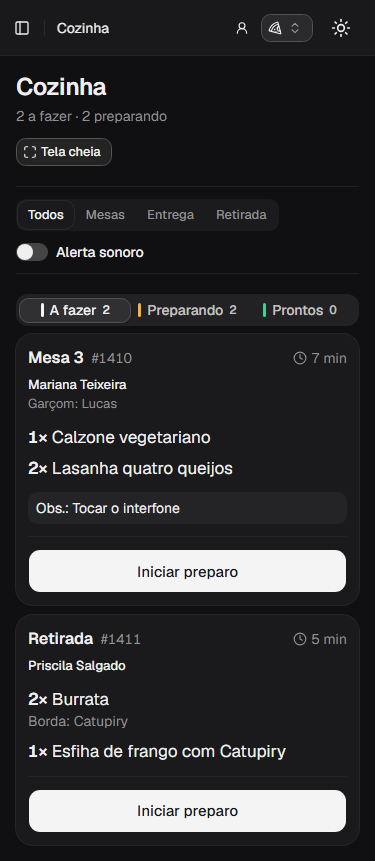 Cozinha
Cozinha
2 a fazer · 2 preparando
Tela cheia
Todos Mesas Entrega Retirada
Alerta sonoro
A fazer 2 Preparando 2 Prontos 0
Mesa 3 #1410 7 min
Mariana Teixeira
Garçom: Lucas
1× Calzone vegetariano
2× Lasanha quatro queijos
Obs.: Tocar o interfone
Iniciar preparo
Retirada #1411 5 min
Priscila Salgado
2× Burrata
Borda: Catupiry
1× Esfiha de frango com Catupiry
Iniciar preparo